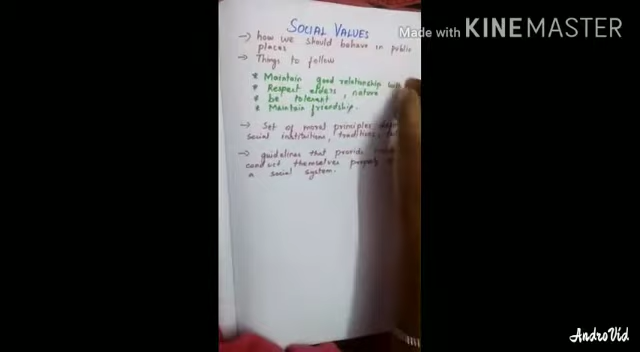 SOCIAL VALUES
Made with KINEMASTER
-> how we should behave in public
places
-> Things to follow
* Maintain good relationship
* Respect elders, nature
* be tolerent,
* Maintain friendship.
-> Set of moral principles
social institutions, traditions,
-> guidelines that provide
conduct themselves properly
a social system.
AndroVid